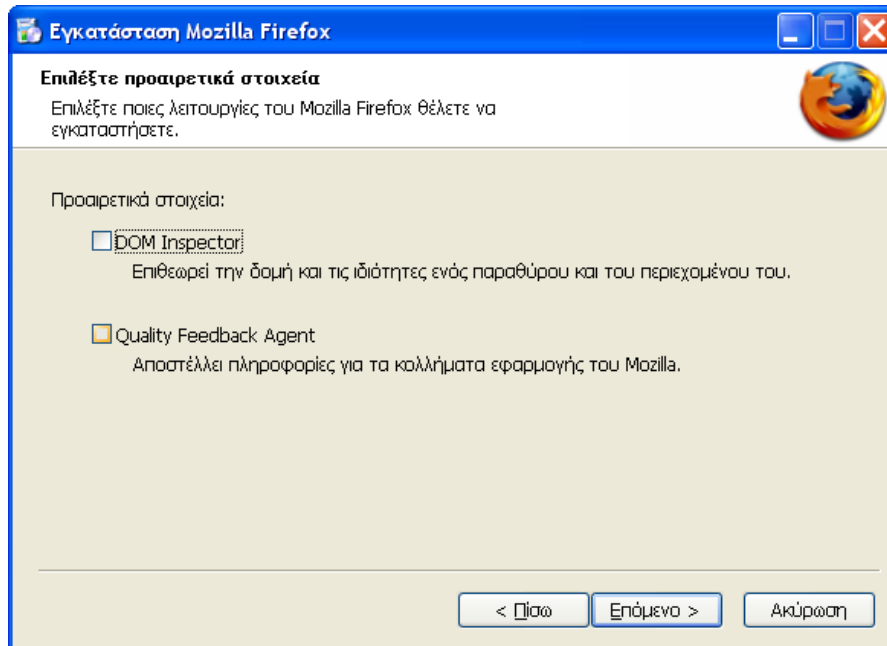 Εγκατάσταση Mozilla Firefox
Επιλέξτε προαιρετικά στοιχεία
Επιλέξτε ποιες λειτουργίες του Mozilla Firefox θέλετε να
εγκαταστήσετε.
Προαιρετικά στοιχεία:
DOM Inspector
Επιθεωρεί την δομή και τις ιδιότητες ενός παραθύρου και του περιεχομένου του.
Quality Feedback Agent
Αποστέλλει πληροφορίες για τα κολλήματα εφαρμογής του Mozilla.
< Πίσω Επόμενο > Ακύρωση